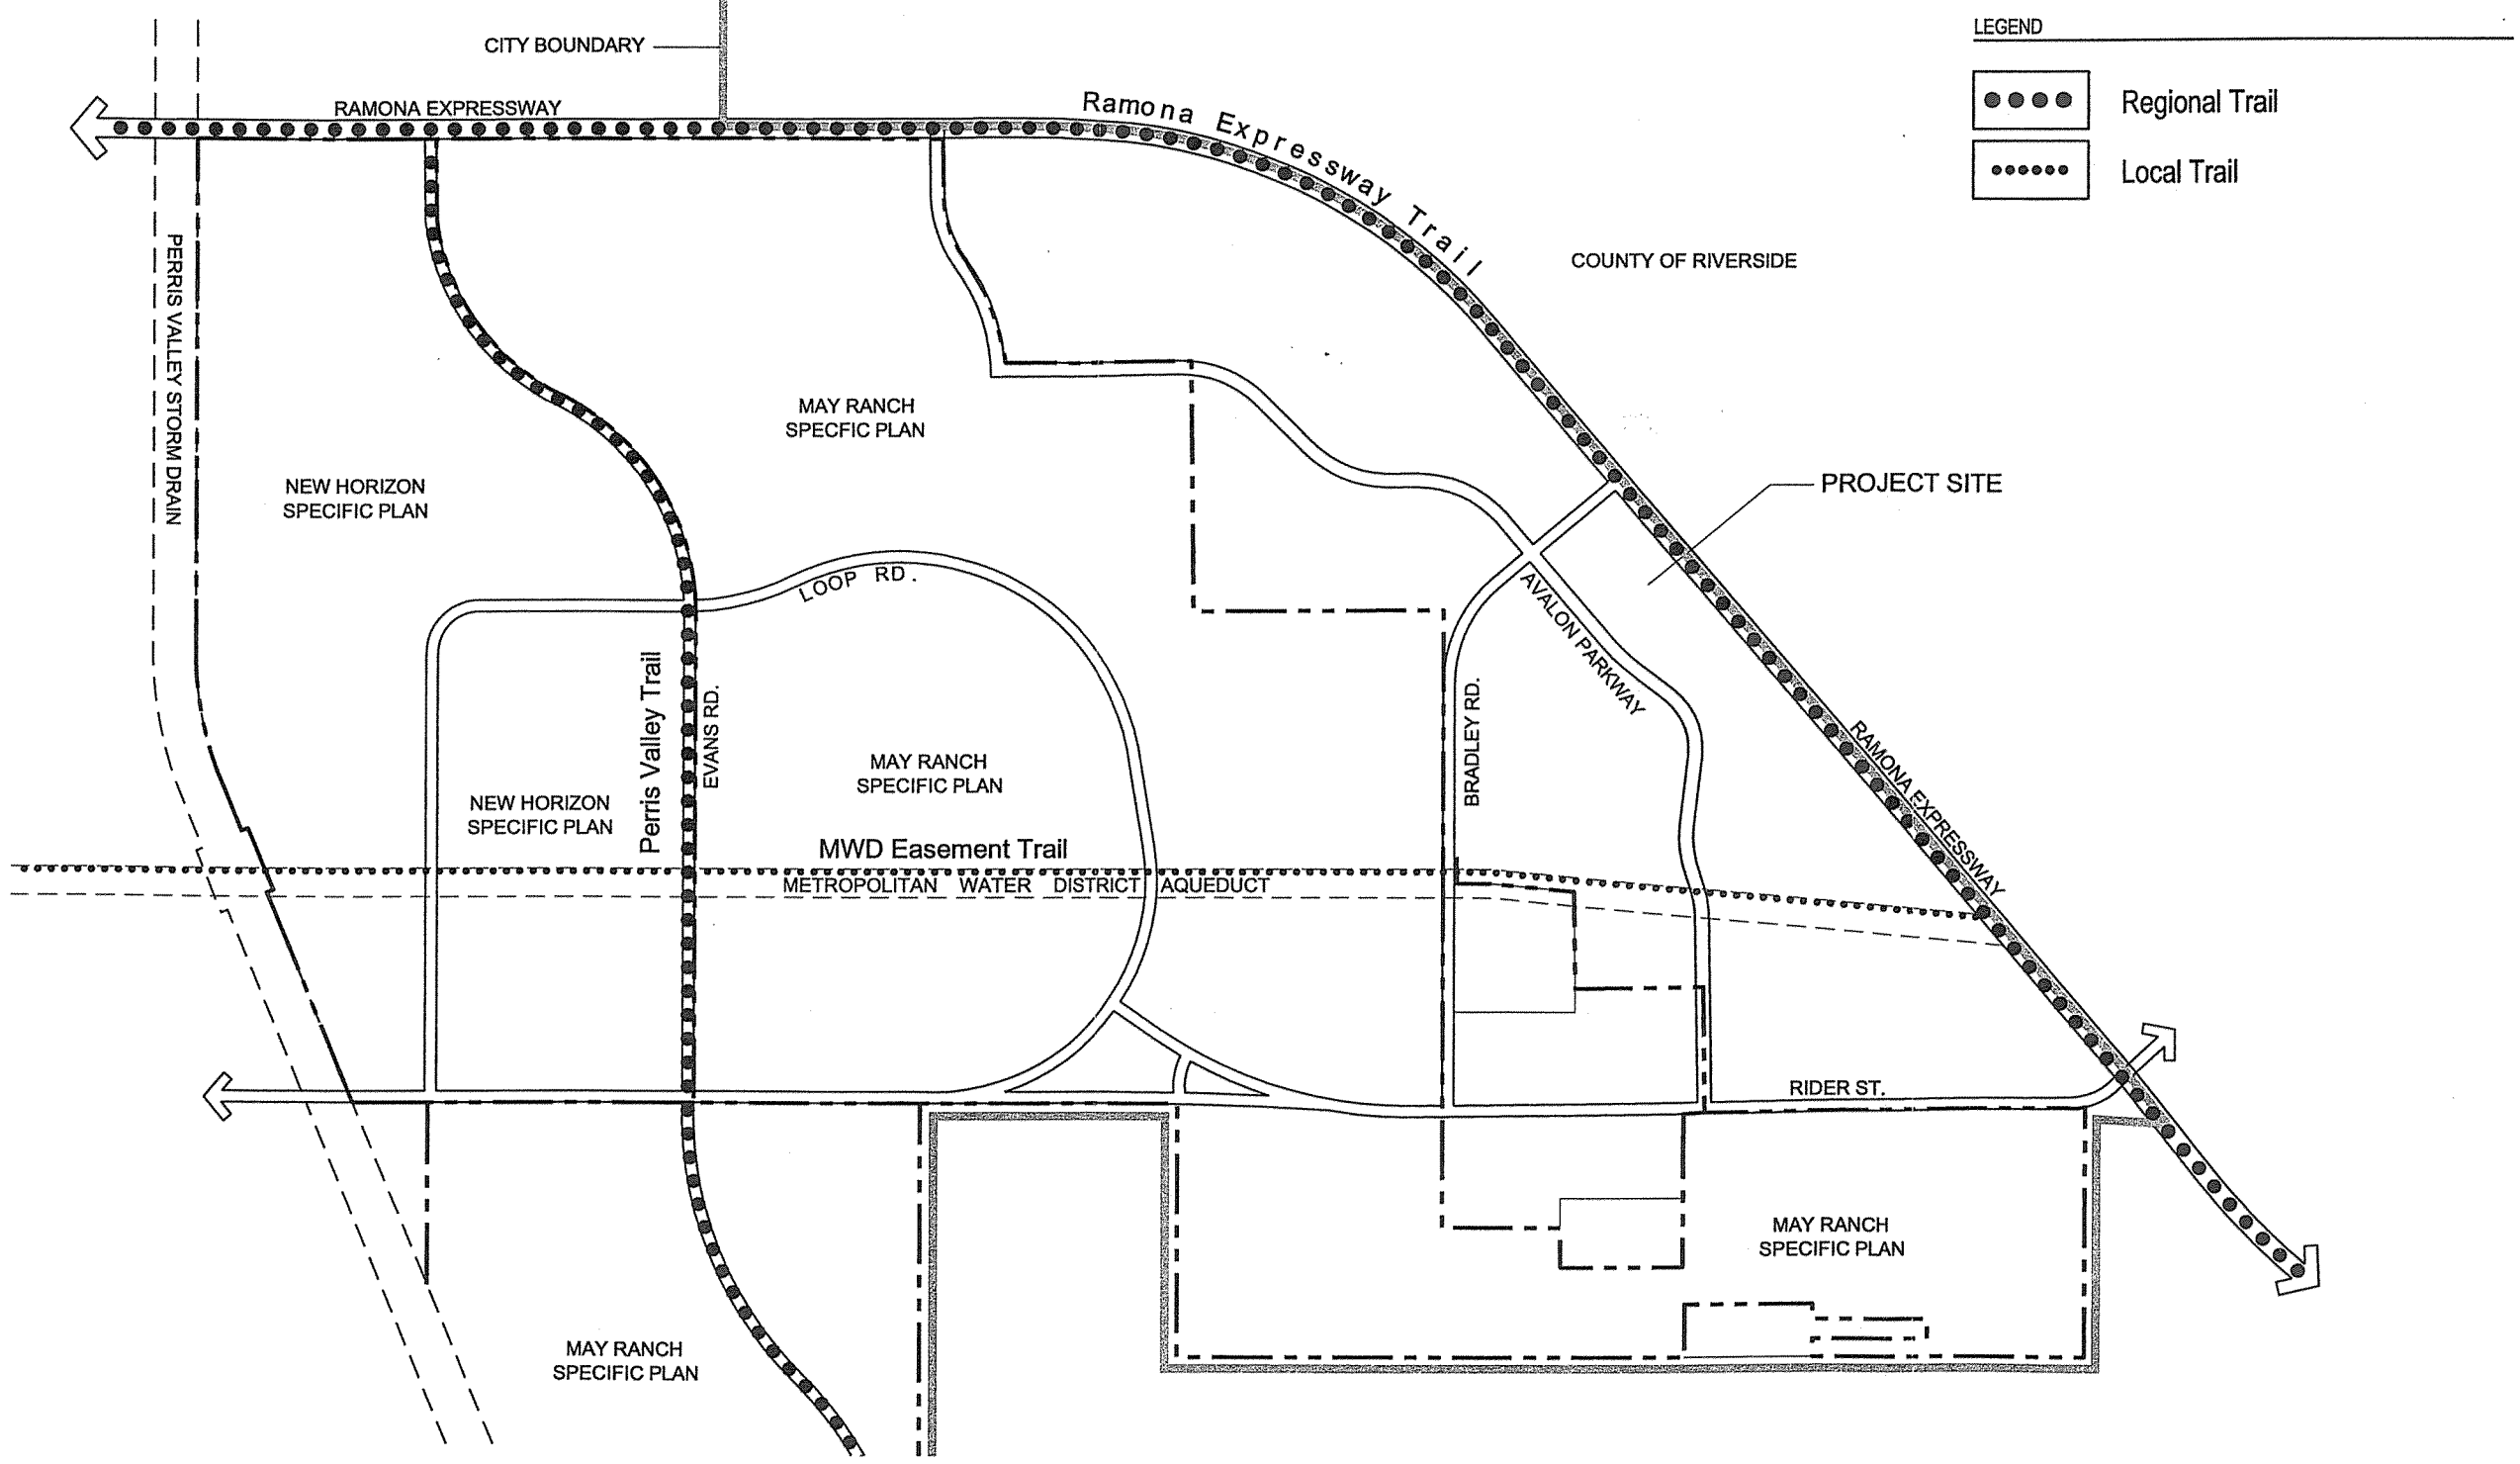 LEGEND
CITY BOUNDARY
Regional Trail
RAMONA EXPRESSWAY
Ramona Expressway Trail
Local Trail
COUNTY OF RIVERSIDE
PERRIS VALLEY STORM DRAIN
MAY RANCH
SPECFIC PLAN
NEW HORIZON
SPECIFIC PLAN
PROJECT SITE
LOOP RD.
AVALON PARKWAY
Perris Valley Trail
EVANS RD.
BRADLEY RD.
RAMONA EXPRESSWAY
MAY RANCH
SPECIFIC PLAN
NEW HORIZON
SPECIFIC PLAN
MWD Easement Trail
METROPOLITAN WATER DISTRICT AQUEDUCT
RIDER ST.
MAY RANCH
SPECIFIC PLAN
MAY RANCH
SPECIFIC PLAN